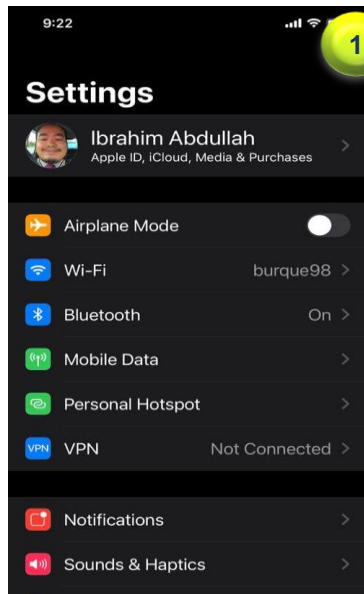 9:22
1
Settings
Ibrahim Abdullah
Apple ID, iCloud, Media & Purchases
Airplane Mode
Wi-Fi burque98
Bluetooth On
Mobile Data
Personal Hotspot
VPN VPN Not Connected
Notifications
Sounds & Haptics